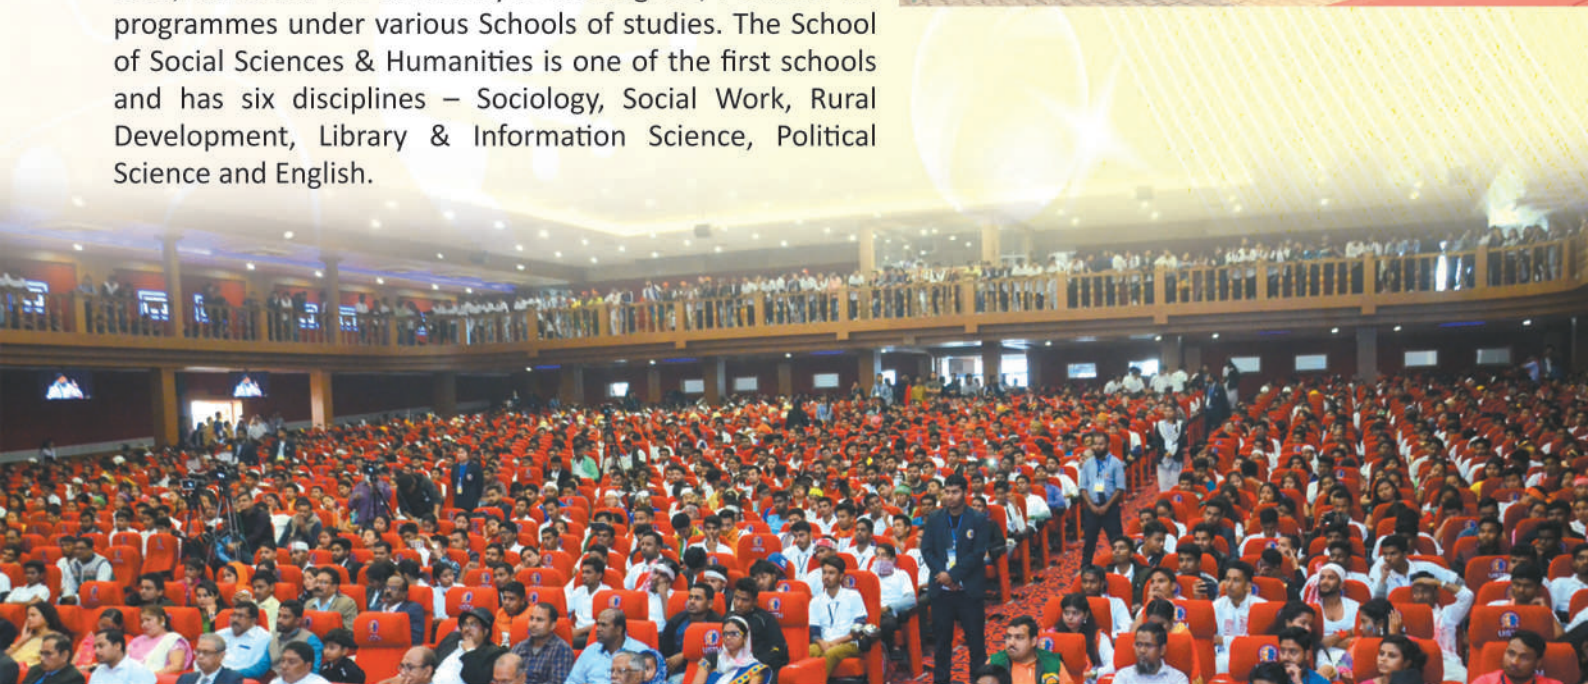 programmes under various Schools of studies. The School
of Social Sciences & Humanities is one of the first schools
and has six disciplines – Sociology, Social Work, Rural
Development, Library & Information Science, Political
Science and English.